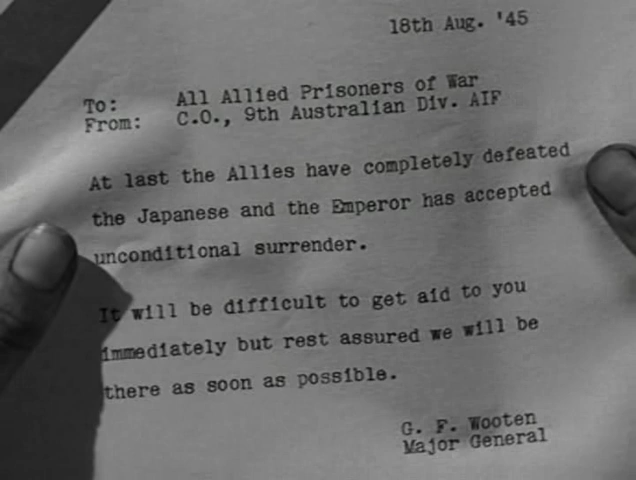 18th Aug. '45
To: All Allied Prisoners of War
From: C.O., 9th Australian Div. AIF
At last the Allies have completely defeated
the Japanese and the Emperor has accepted
unconditional surrender.
It will be difficult to get aid to you
immediately but rest assured we will be
there as soon as possible.
G. F. Wooten
Major General